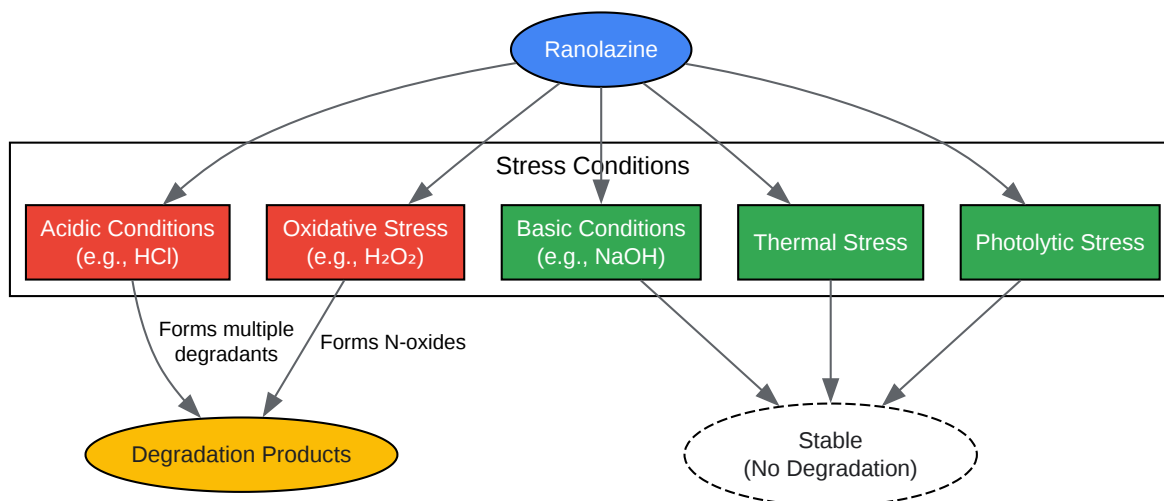 Ranolazine
Stress Conditions
Acidic Conditions
(e.g., HCl)
Oxidative Stress
(e.g., H₂O₂)
Basic Conditions
(e.g., NaOH)
Thermal Stress
Photolytic Stress
Forms multiple
degradants
Forms N-oxides
Degradation Products
Stable
(No Degradation)